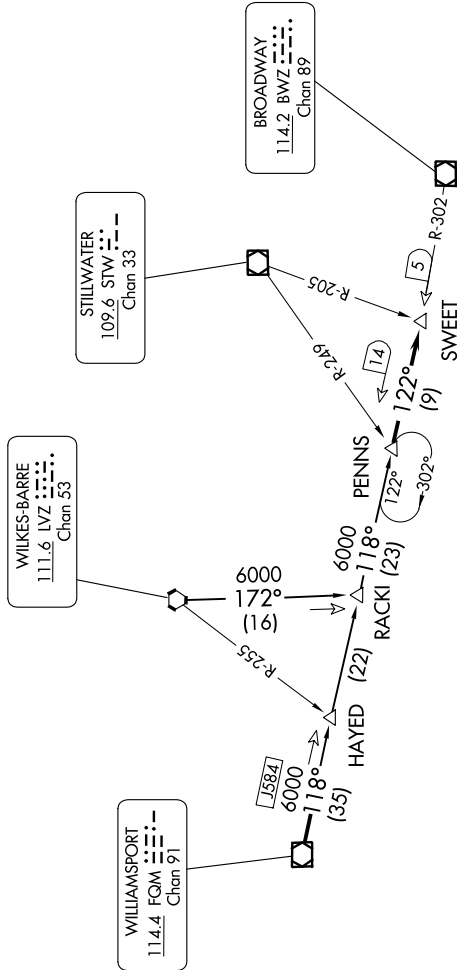 BROADWAY
114.2 BWZ
Chan 89
STILLWATER
109.6 STW
Chan 33
WILKES-BARRE
111.6 LVZ
Chan 53
WILLIAMSPORT
114.4 FQM
Chan 91
J584
6000
118°
(35)
HAYED
R-255
6000
172°
(16)
(22)
RACKI
6000
118°
(23)
PENNS
122°
302°
R-249
R-205
14
122°
(9)
SWEET
5
R-302